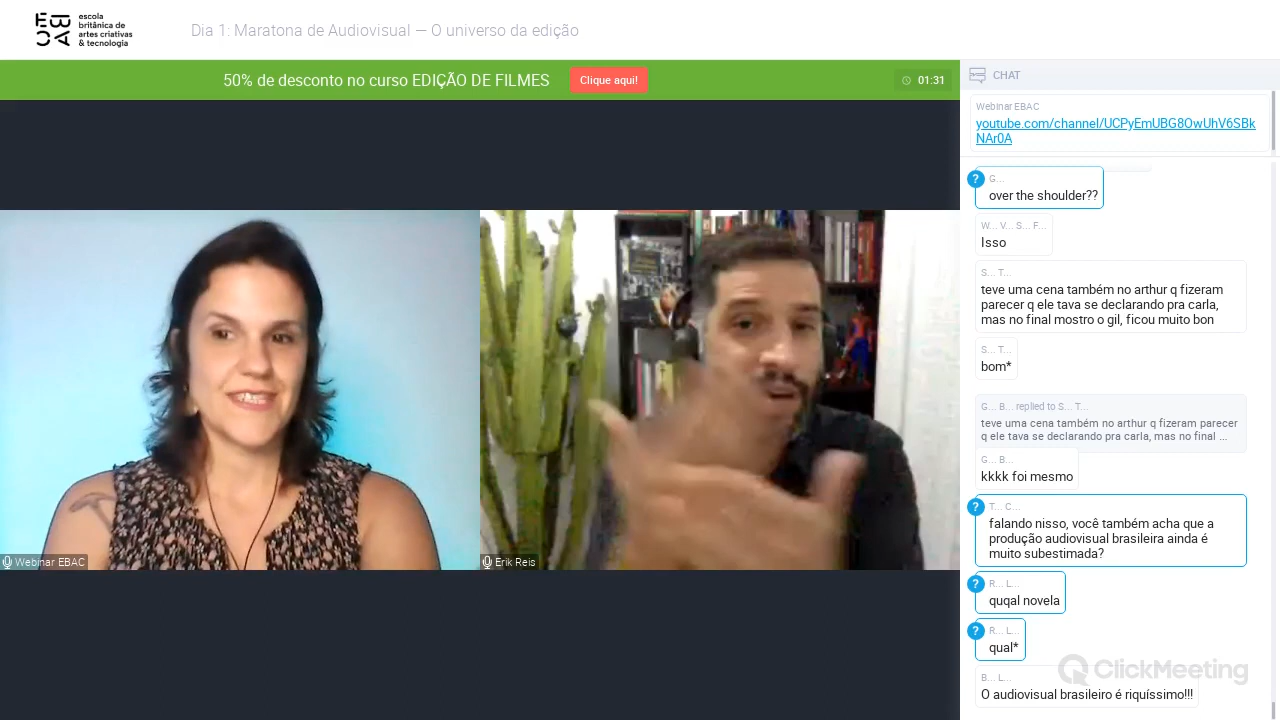 EBAC
escola
britânica de
artes criativas
& tecnologia
Dia 1: Maratona de Audiovisual — O universo da edição
50% de desconto no curso EDIÇÃO DE FILMES
Clique aqui!
01:31
CHAT
Webinar EBAC
youtube.com/channel/UCPyEmUBG8OwUhV6SBk
NAr0A
G...
over the shoulder??
W... V... S... F...
Isso
S... T...
teve uma cena também no arthur q fizeram
parecer q ele tava se declarando pra carla,
mas no final mostro o gil, ficou muito bon
S... T...
bom*
G... B... replied to S... T...
teve uma cena também no arthur q fizeram parecer
q ele tava se declarando pra carla, mas no final ...
G... B...
kkkk foi mesmo
T... C...
falando nisso, você também acha que a
produção audiovisual brasileira ainda é
muito subestimada?
R... L...
quqal novela
R... L...
qual*
ClickMeeting
B... L...
O audiovisual brasileiro é riquíssimo!!!
Webinar EBAC
Erik Reis